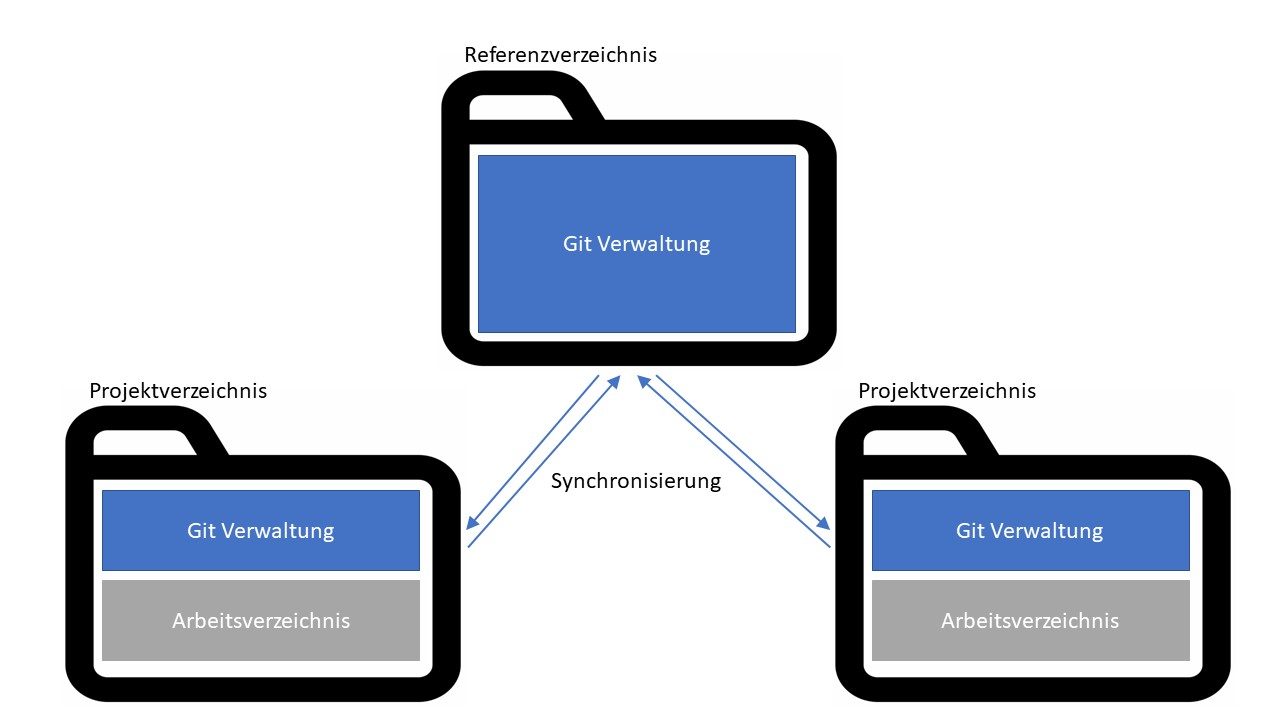 Referenzverzeichnis
Git Verwaltung
Projektverzeichnis
Projektverzeichnis
Synchronisierung
Git Verwaltung
Git Verwaltung
Arbeitsverzeichnis
Arbeitsverzeichnis